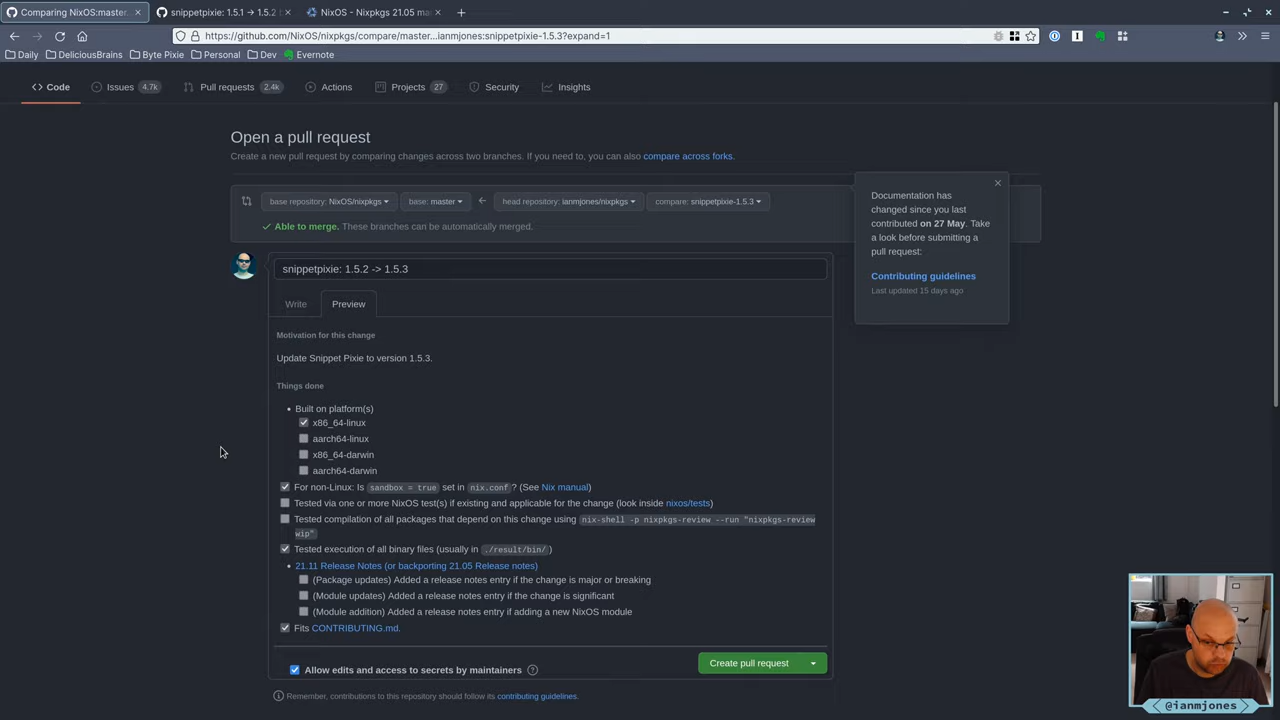 Comparing NixOS:master...
snippetpixie: 1.5.1 -> 1.5.2
NixOS - Nixpkgs 21.05 ma
https://github.com/NixOS/nixpkgs/compare/master...ianmjones:snippetpixie-1.5.3?expand=1
Daily DeliciousBrains Byte Pixie Personal Dev Evernote
Code Issues 4.7k Pull requests 2.4k Actions Projects 27 Security Insights
Open a pull request
Create a new pull request by comparing changes across two branches. If you need to, you can also compare across forks.
base repository: NixOS/nixpkgs base: master head repository: ianmjones/nixpkgs compare: snippetpixie-1.5.3
Able to merge. These branches can be automatically merged.
Documentation has
changed since you last
contributed on 27 May. Take
a look before submitting a
pull request:
Contributing guidelines
Last updated 15 days ago
snippetpixie: 1.5.2 -> 1.5.3
Write Preview
Motivation for this change
Update Snippet Pixie to version 1.5.3.
Things done
Built on platform(s)
x86_64-linux
aarch64-linux
x86_64-darwin
aarch64-darwin
For non-Linux: Is sandbox = true set in nix.conf? (See Nix manual)
Tested via one or more NixOS test(s) if existing and applicable for the change (look inside nixos/tests)
Tested compilation of all packages that depend on this change using nix-shell -p nixpkgs-review --run "nixpkgs-review
wip"
Tested execution of all binary files (usually in ./result/bin/)
21.11 Release Notes (or backporting 21.05 Release notes)
(Package updates) Added a release notes entry if the change is major or breaking
(Module updates) Added a release notes entry if the change is significant
(Module addition) Added a release notes entry if adding a new NixOS module
Fits CONTRIBUTING.md.
Allow edits and access to secrets by maintainers
Create pull request
Remember, contributions to this repository should follow its contributing guidelines.
@ianmjones